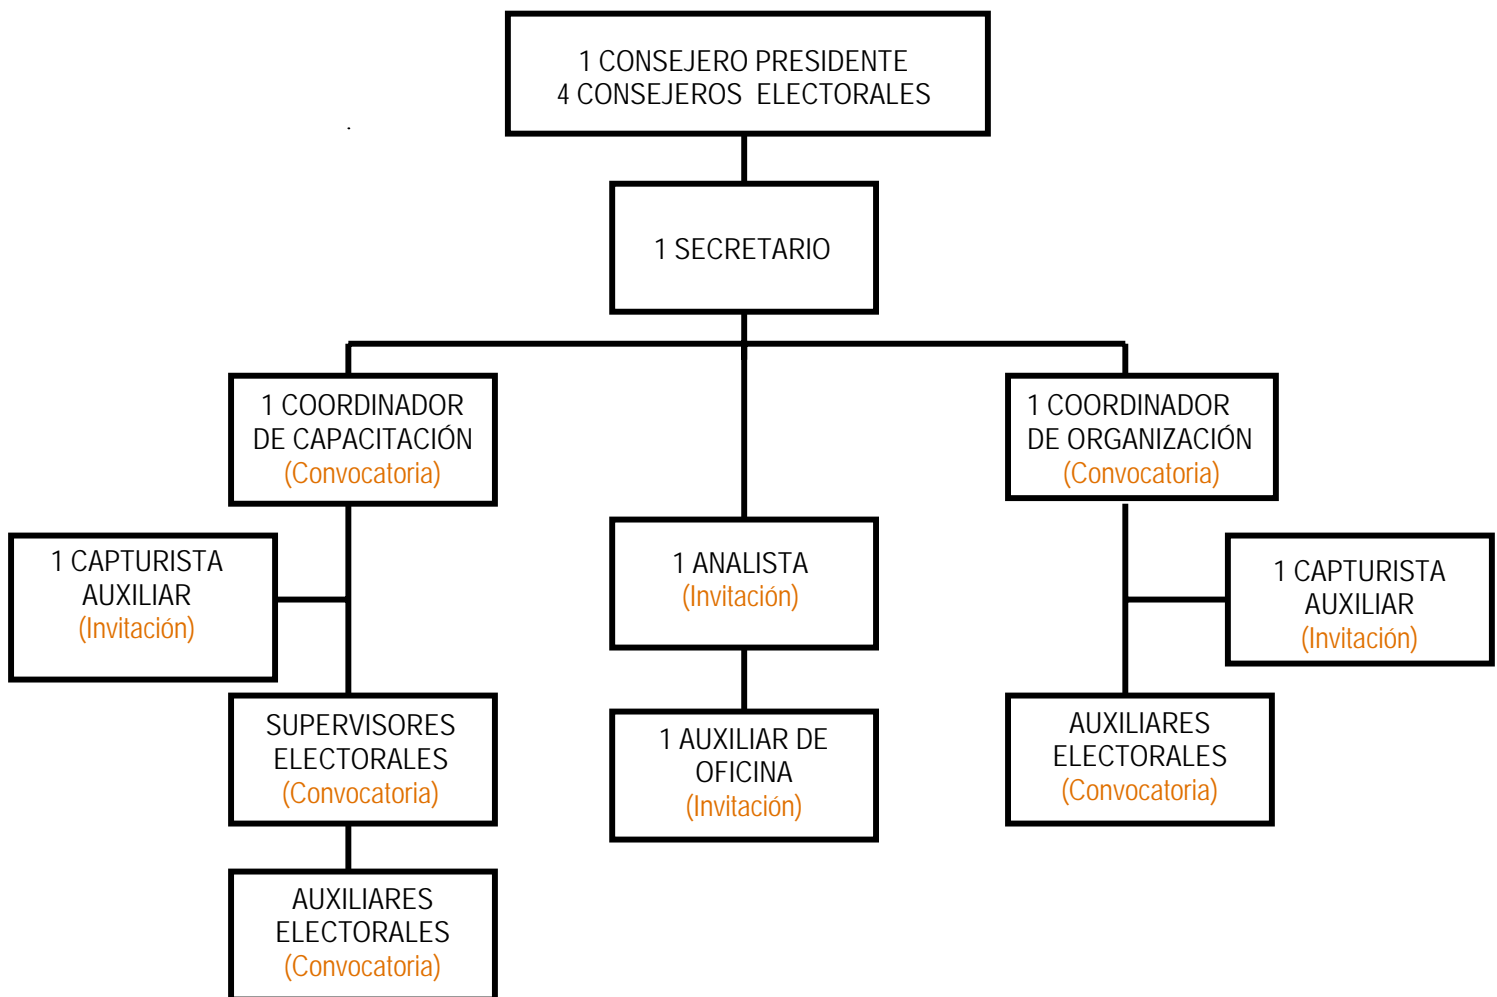 1 CONSEJERO PRESIDENTE
4 CONSEJEROS ELECTORALES
1 SECRETARIO
1 COORDINADOR
DE CAPACITACIÓN
(Convocatoria)
1 COORDINADOR
DE ORGANIZACIÓN
(Convocatoria)
1 CAPTURISTA
AUXILIAR
(Invitación)
1 ANALISTA
(Invitación)
1 CAPTURISTA
AUXILIAR
(Invitación)
SUPERVISORES
ELECTORALES
(Convocatoria)
1 AUXILIAR DE
OFICINA
(Invitación)
AUXILIARES
ELECTORALES
(Convocatoria)
AUXILIARES
ELECTORALES
(Convocatoria)